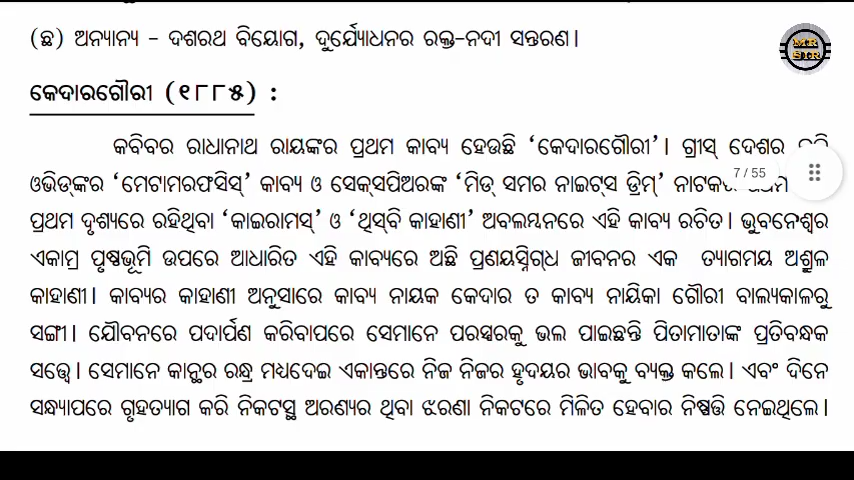 (ଛ) ଅନ୍ୟାନ୍ୟ – ଦଶରଥ ବିୟୋଗ, ଦୁର୍ଯ୍ୟୋଧନର ରକ୍ତ-ନଦୀ ସନ୍ତରଣ।
କେଦାରଗୌରୀ (୧୮୮୫) :
କବିବର ରାଧାନାଥ ରାୟଙ୍କର ପ୍ରଥମ କାବ୍ୟ ହେଉଛି ‘କେଦାରଗୌରୀ’। ଗ୍ରୀସ୍ ଦେଶର
ଓଭିଡ୍‌ଙ୍କର ‘ମେଟାମରଫସିସ୍’ କାବ୍ୟ ଓ ସେକ୍‌ସପିଅରଙ୍କ ‘ମିଡ୍ ସମର ନାଇଟ୍‌ସ ଡ୍ରିମ୍’ 7 / 55
ପ୍ରଥମ ଦୃଶ୍ୟରେ ରହିଥିବା ‘କାଇରାମସ୍’ ଓ ‘ଥିସ୍‌ବି କାହାଣୀ’ ଅବଲମ୍ବନରେ ଏହି କାବ୍ୟ ରଚିତ। ଭୁବନେଶ୍ୱର
ଏକାମ୍ର ପୃଷ୍ଠଭୂମି ଉପରେ ଆଧାରିତ ଏହି କାବ୍ୟରେ ଅଛି ପ୍ରଣୟସ୍ନିଗ୍ଧ ଜୀବନର ଏକ ତ୍ୟାଗମୟ ଅଶ୍ରୁଳ
କାହାଣୀ। କାବ୍ୟର କାହାଣୀ ଅନୁସାରେ କାବ୍ୟ ନାୟକ କେଦାର ତ କାବ୍ୟ ନାୟିକା ଗୌରୀ ବାଲ୍ୟକାଳରୁ
ସଙ୍ଗୀ। ଯୌବନରେ ପଦାର୍ପଣ କରିବାପରେ ସେମାନେ ପରସ୍ପରକୁ ଭଲ ପାଇଛନ୍ତି ପିତାମାତାଙ୍କ ପ୍ରତିବନ୍ଧକ
ସତ୍ତ୍ୱେ। ସେମାନେ କାନ୍ଥର ରନ୍ଧ୍ର ମଧ୍ୟଦେଇ ଏକାନ୍ତରେ ନିଜ ନିଜର ହୃଦୟର ଭାବକୁ ବ୍ୟକ୍ତ କଲେ। ଏବଂ ଦିନେ
ସନ୍ଧ୍ୟାପରେ ଗୃହତ୍ୟାଗ କରି ନିକଟସ୍ଥ ଅରଣ୍ୟର ଥିବା ଝରଣା ନିକଟରେ ମିଳିତ ହେବାର ନିଷ୍ପତ୍ତି ନେଇଥିଲେ।